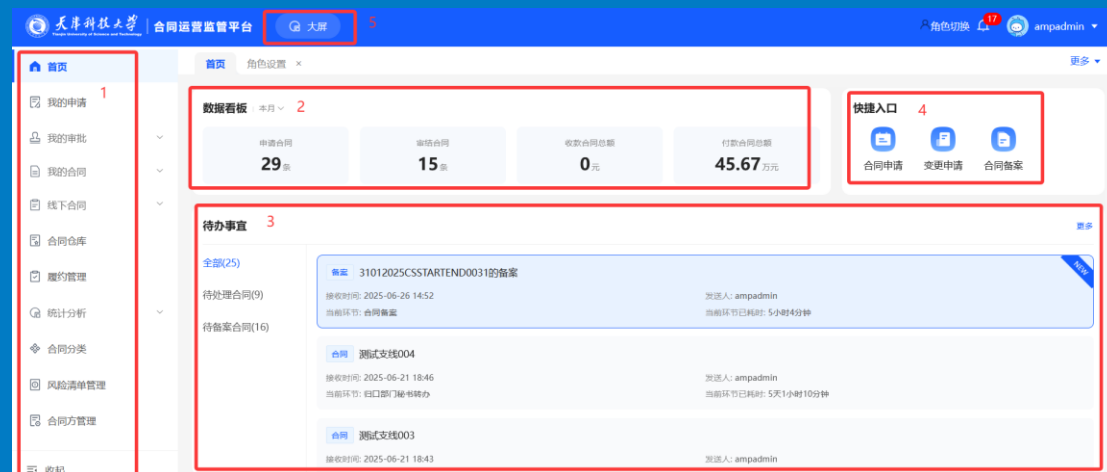 天津科技大学 合同运营监管平台 大屏 5 角色切换 17 ampadmin
Tianjin University of Science and Technology
首页 首页 角色设置 × 更多
1
我的申请
我的审批
我的合同
线下合同
合同仓库
履约管理
统计分析
合同分类
风险清单管理
合同方管理
收起
数据看板 本月 2
申请合同 审结合同 收款合同总额 付款合同总额
29条 15条 0元 45.67万元
快捷入口 4
合同申请 变更申请 合同备案
待办事宜 3 更多
全部(25)
待处理合同(9)
待备案合同(16)
备案 31012025CSSTARTEND0031的备案 NEW
接收时间: 2025-06-26 14:52 发送人: ampadmin
当前环节: 合同备案 当前环节已耗时: 5小时4分钟
合同 测试支线004
接收时间: 2025-06-21 18:46 发送人: ampadmin
当前环节: 归口部门秘书转办 当前环节已耗时: 5天1小时10分钟
合同 测试支线003
接收时间: 2025-06-21 18:43 发送人: ampadmin